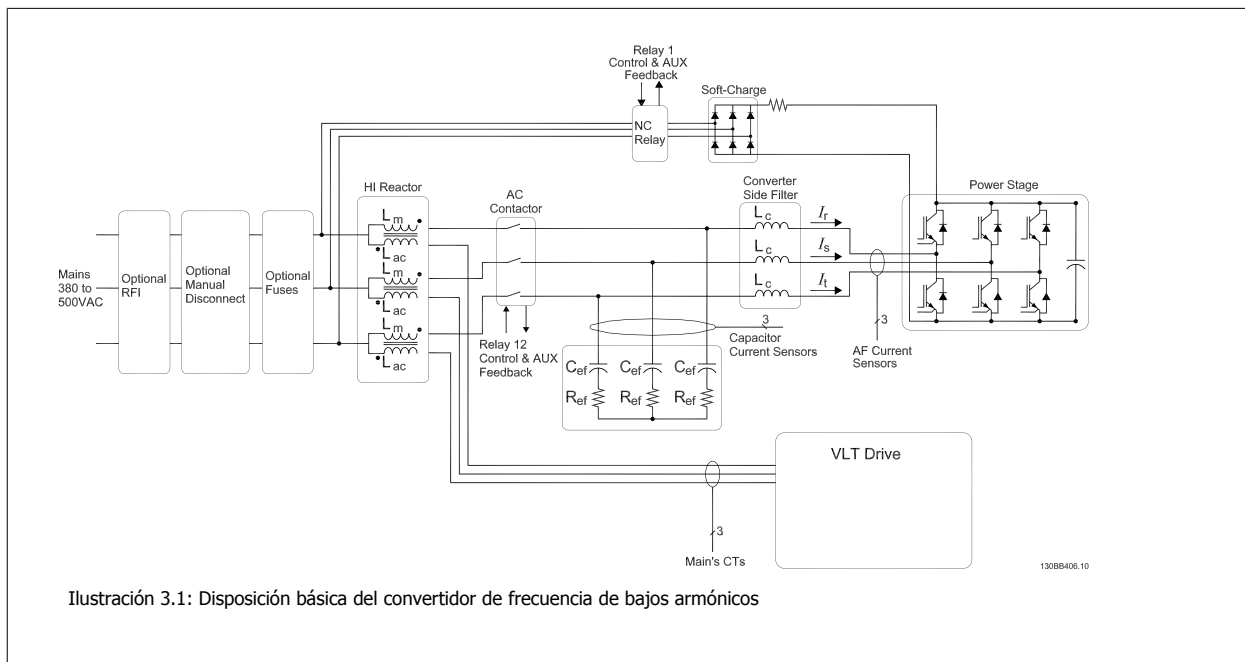 Relay 1
Control & AUX
Feedback
Soft-Charge
NC
Relay
HI Reactor
AC
Contactor
Converter
Side Filter
Power Stage
Mains
380 to
500VAC
Optional
RFI
Optional
Manual
Disconnect
Optional
Fuses
Lm
Lac
Lm
Lac
Lm
Lac
Lc
Lc
Lc
Ir
Is
It
Relay 12
Control & AUX
Feedback
3
Capacitor
Current Sensors
3
AF Current
Sensors
Cef Cef Cef
Ref Ref Ref
VLT Drive
3
Main's CTs
130BB406.10
Ilustración 3.1: Disposición básica del convertidor de frecuencia de bajos armónicos